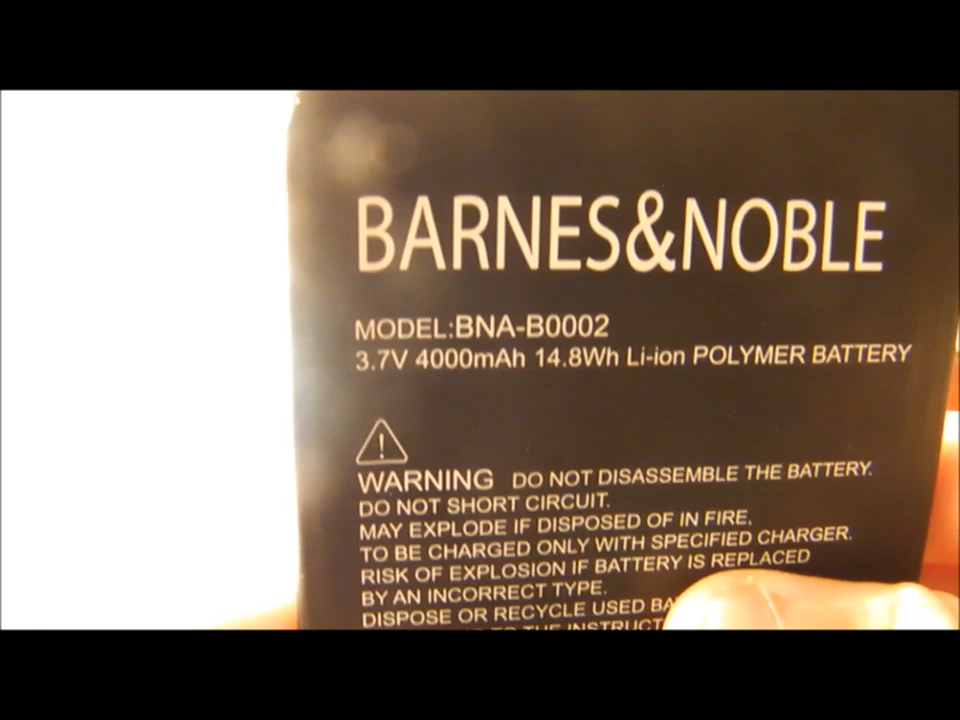 BARNES&NOBLE
MODEL:BNA-B0002
3.7V 4000mAh 14.8Wh Li-ion POLYMER BATTERY
WARNING DO NOT DISASSEMBLE THE BATTERY.
DO NOT SHORT CIRCUIT.
MAY EXPLODE IF DISPOSED OF IN FIRE,
TO BE CHARGED ONLY WITH SPECIFIED CHARGER.
RISK OF EXPLOSION IF BATTERY IS REPLACED
BY AN INCORRECT TYPE.
DISPOSE OR RECYCLE USED
TO THE